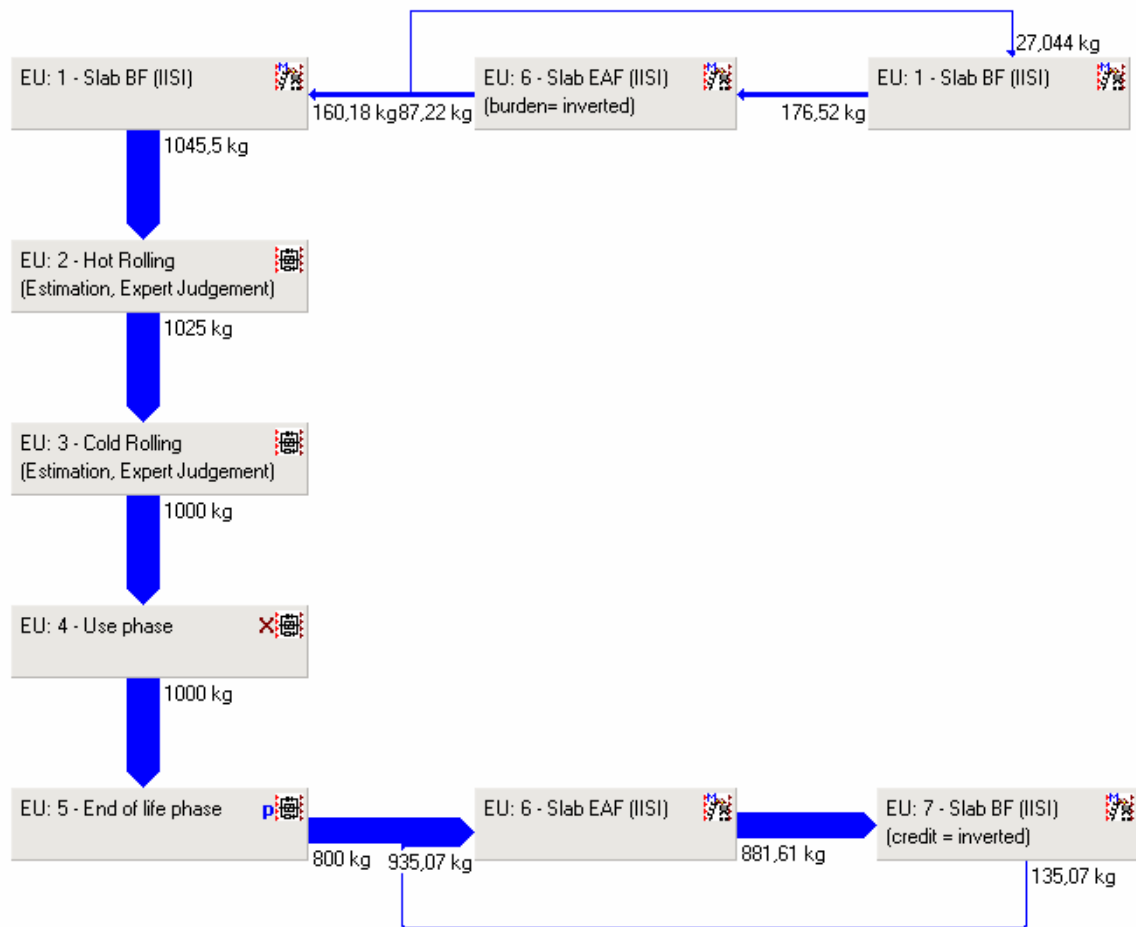 27,044 kg
EU: 1 - Slab BF (IISI)
EU: 6 - Slab EAF (IISI)
(burden= inverted)
EU: 1 - Slab BF (IISI)
160,18 kg87,22 kg
176,52 kg
1045,5 kg
EU: 2 - Hot Rolling
(Estimation, Expert Judgement)
1025 kg
EU: 3 - Cold Rolling
(Estimation, Expert Judgement)
1000 kg
EU: 4 - Use phase
1000 kg
EU: 5 - End of life phase
p
EU: 6 - Slab EAF (IISI)
EU: 7 - Slab BF (IISI)
(credit = inverted)
800 kg
935,07 kg
881,61 kg
135,07 kg